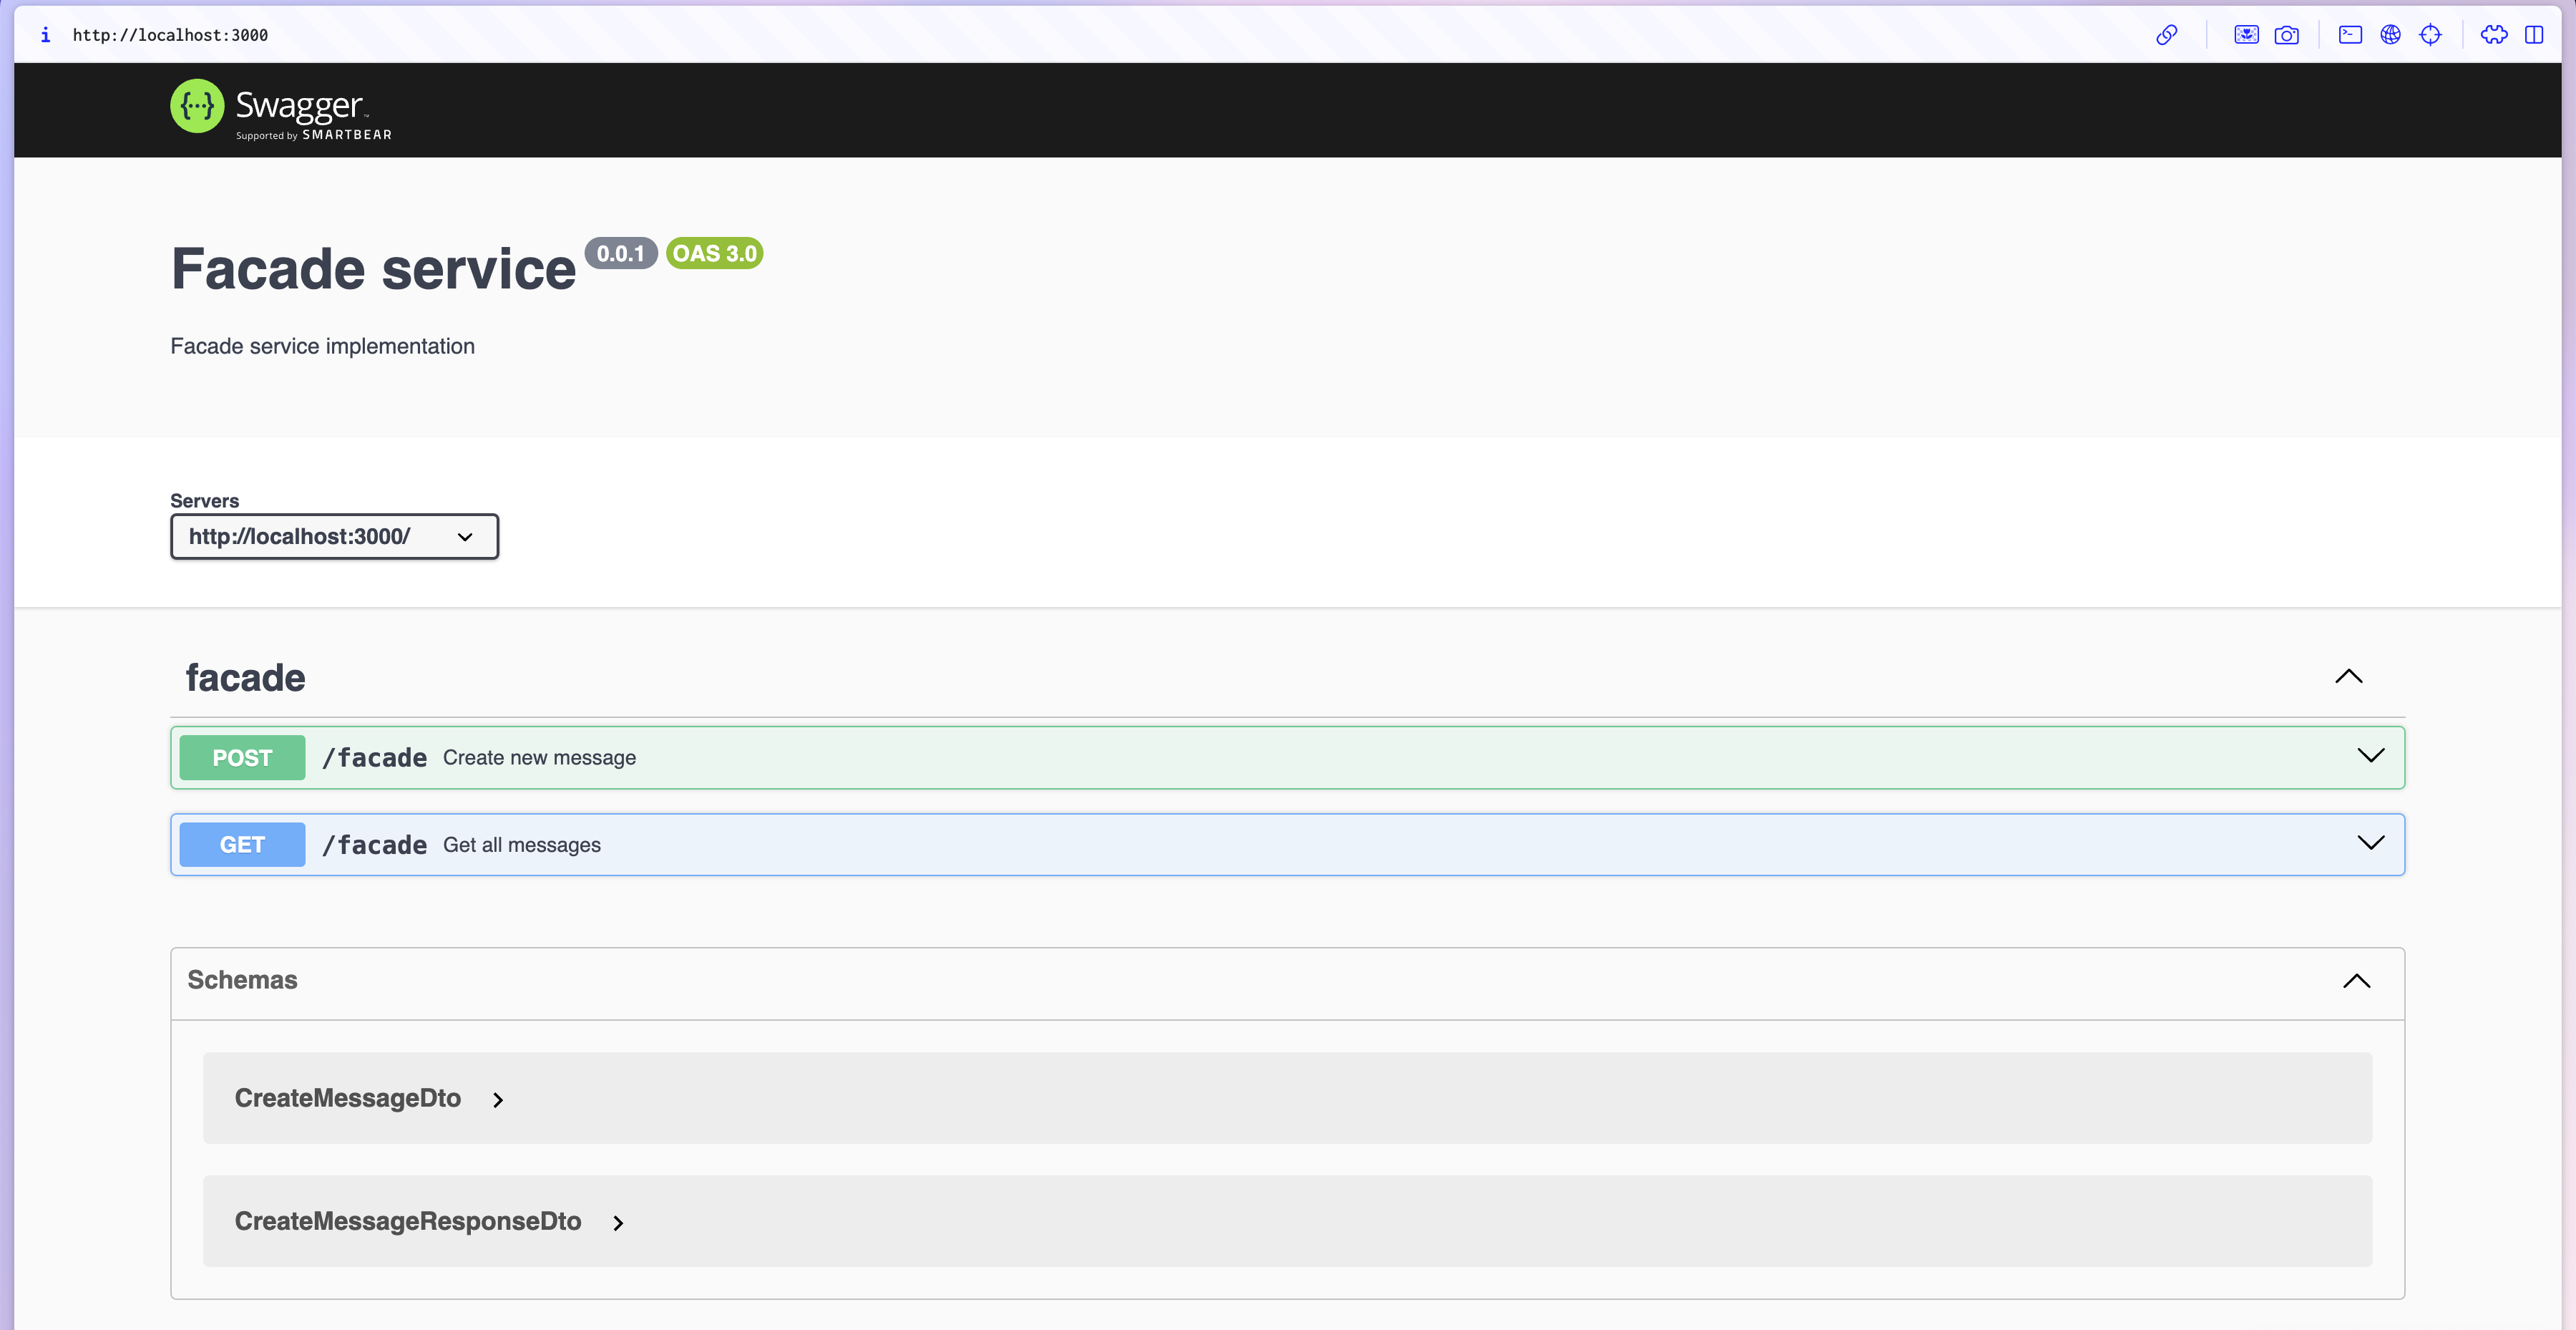 i http://localhost:3000
{···} Swagger™
Supported by SMARTBEAR
Facade service 0.0.1 OAS 3.0
Facade service implementation
Servers
http://localhost:3000/
facade
POST /facade Create new message
GET /facade Get all messages
Schemas
CreateMessageDto
CreateMessageResponseDto